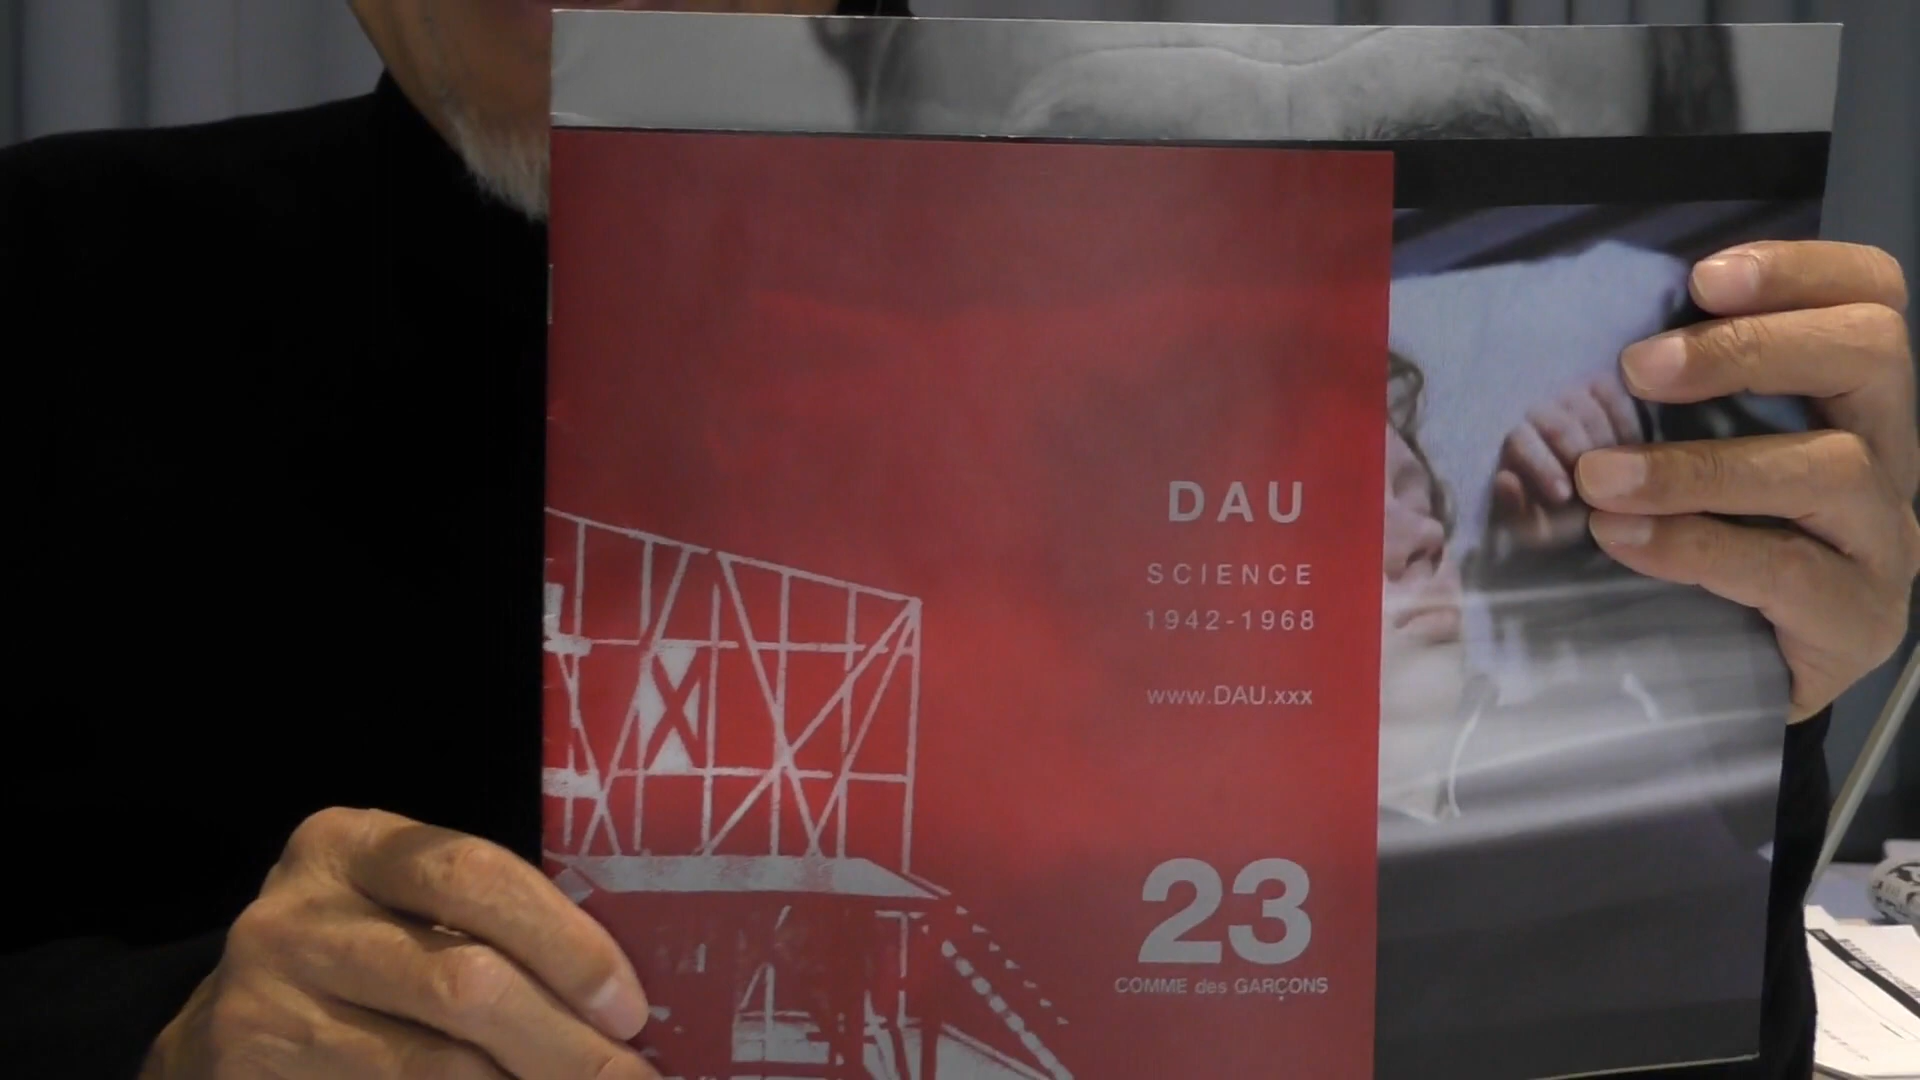 DAU
SCIENCE
1942-1968
www.DAU.xxx
23
COMME des GARÇONS